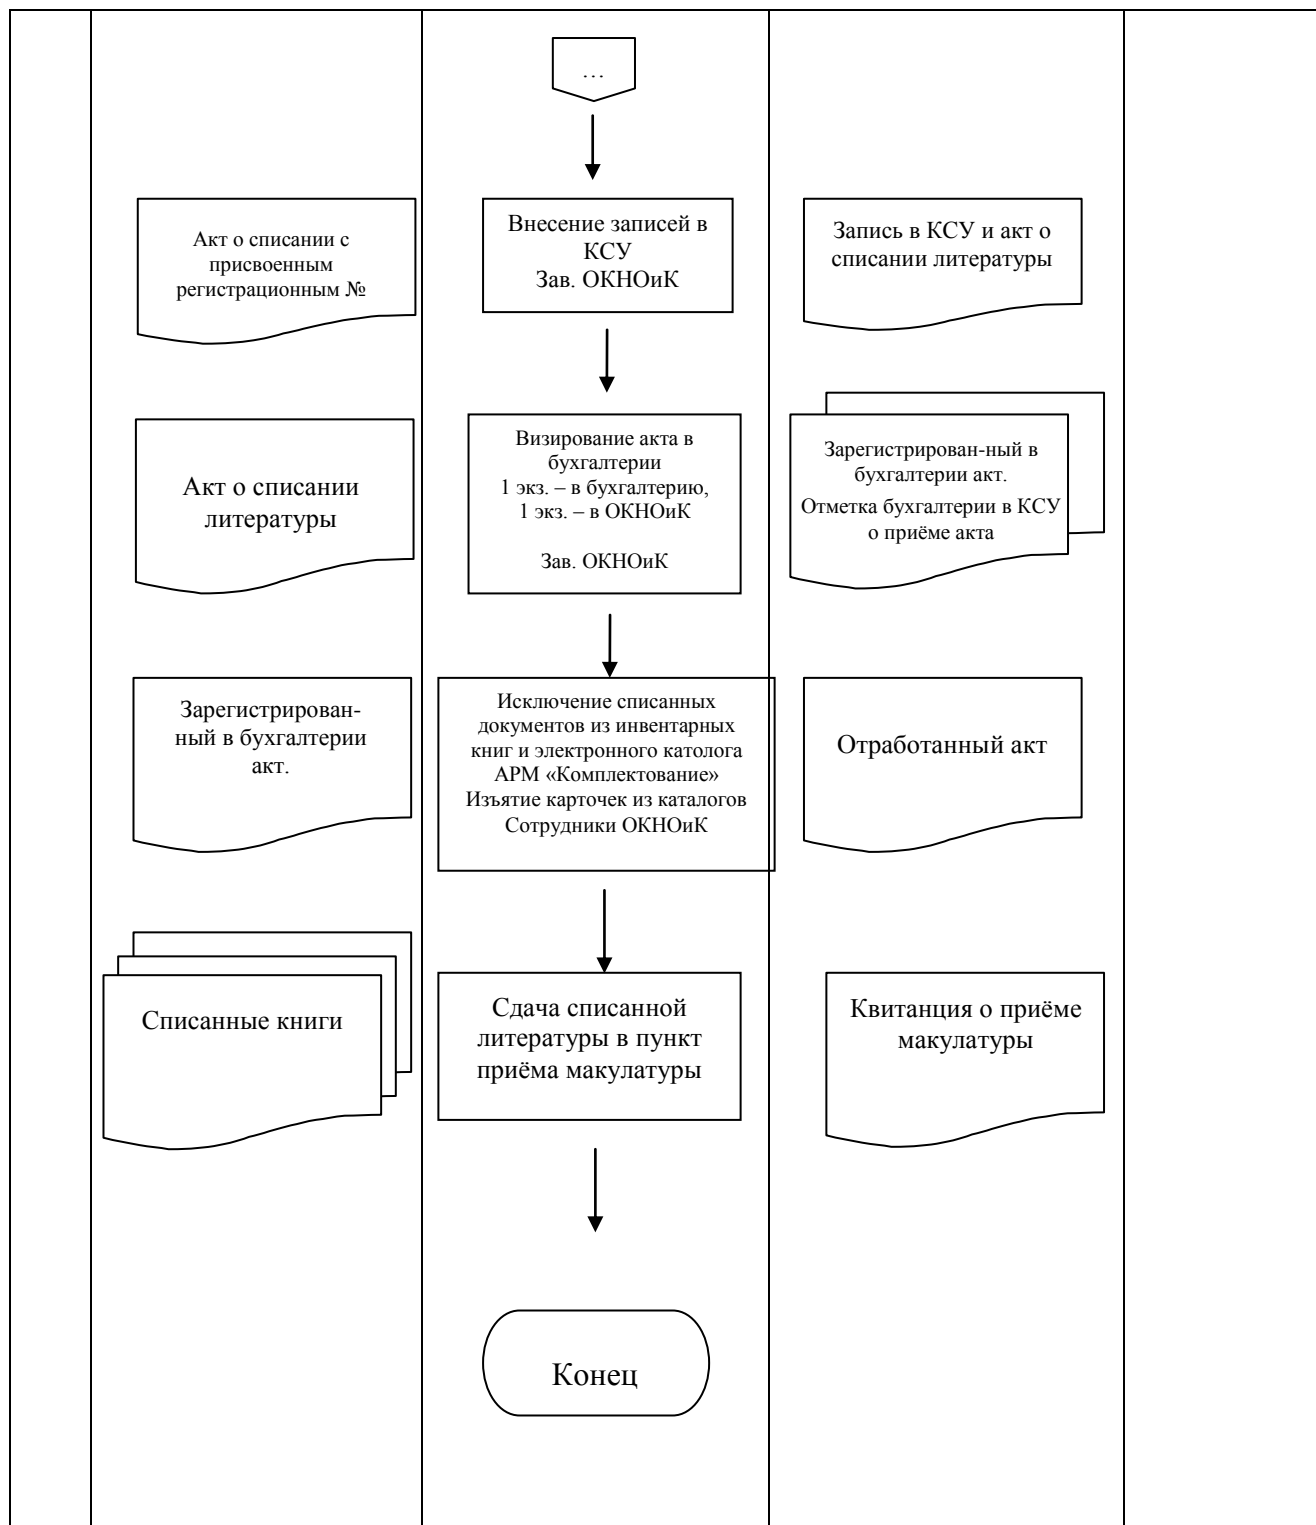 …
Акт о списании с
присвоенным
регистрационным №
Внесение записей в
КСУ
Зав. ОКНОиК
Запись в КСУ и акт о
списании литературы
Акт о списании
литературы
Визирование акта в
бухгалтерии
1 экз. – в бухгалтерию,
1 экз. – в ОКНОиК
Зав. ОКНОиК
Зарегистрирован-ный в
бухгалтерии акт.
Отметка бухгалтерии в КСУ
о приёме акта
Зарегистрирован-
ный в бухгалтерии
акт.
Исключение списанных
документов из инвентарных
книг и электронного католога
АРМ «Комплектование»
Изъятие карточек из каталогов
Сотрудники ОКНОиК
Отработанный акт
Списанные книги
Сдача списанной
литературы в пункт
приёма макулатуры
Квитанция о приёме
макулатуры
Конец